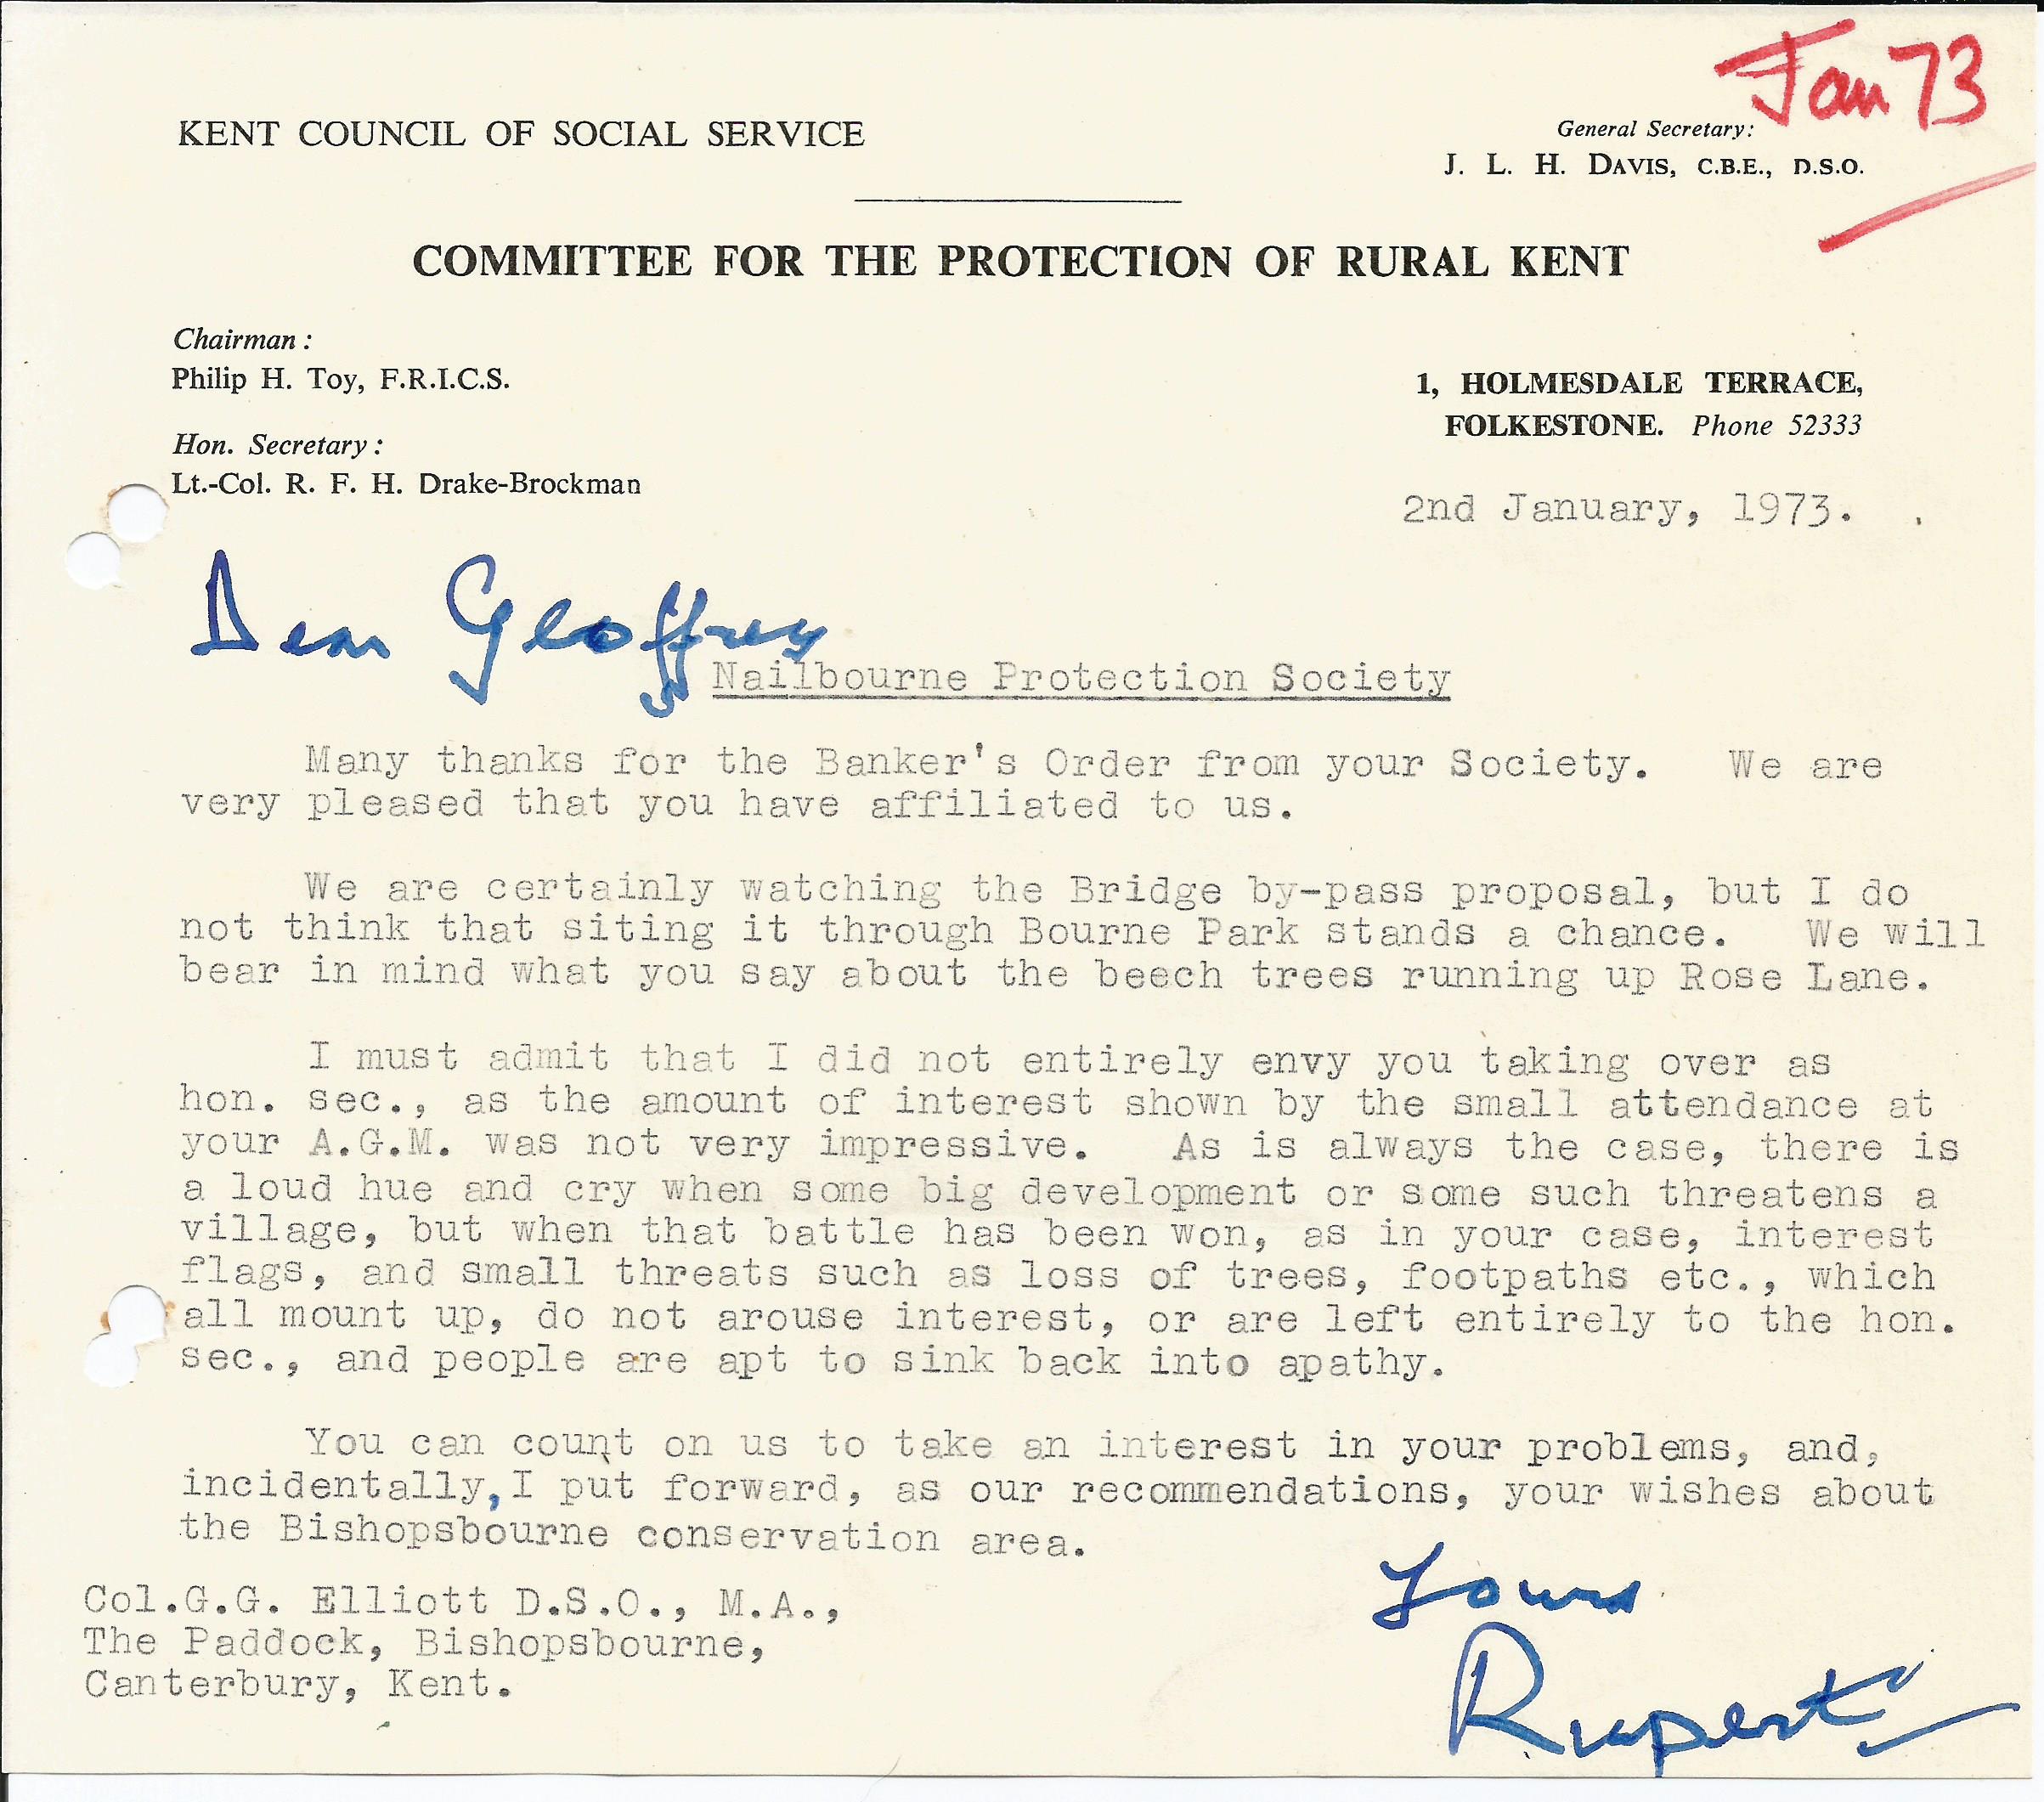 Jan 73
KENT COUNCIL OF SOCIAL SERVICE
General Secretary:
J. L. H. DAVIS, C.B.E., D.S.O.
COMMITTEE FOR THE PROTECTION OF RURAL KENT
Chairman :
Philip H. Toy, F.R.I.C.S.
1, HOLMESDALE TERRACE,
FOLKESTONE. Phone 52333
Hon. Secretary :
Lt.-Col. R. F. H. Drake-Brockman
2nd January, 1973.
Dear Geoffrey
Nailbourne Protection Society
Many thanks for the Banker's Order from your Society. We are
very pleased that you have affiliated to us.
We are certainly watching the Bridge by-pass proposal, but I do
not think that siting it through Bourne Park stands a chance. We will
bear in mind what you say about the beech trees running up Rose Lane.
I must admit that I did not entirely envy you taking over as
hon. sec., as the amount of interest shown by the small attendance at
your A.G.M. was not very impressive. As is always the case, there is
a loud hue and cry when some big development or some such threatens a
village, but when that battle has been won, as in your case, interest
flags, and small threats such as loss of trees, footpaths etc., which
all mount up, do not arouse interest, or are left entirely to the hon.
sec., and people are apt to sink back into apathy.
You can count on us to take an interest in your problems, and,
incidentally, I put forward, as our recommendations, your wishes about
the Bishopsbourne conservation area.
Col.G.G. Elliott D.S.O., M.A.,
The Paddock, Bishopsbourne,
Canterbury, Kent.
Yours
Rupert